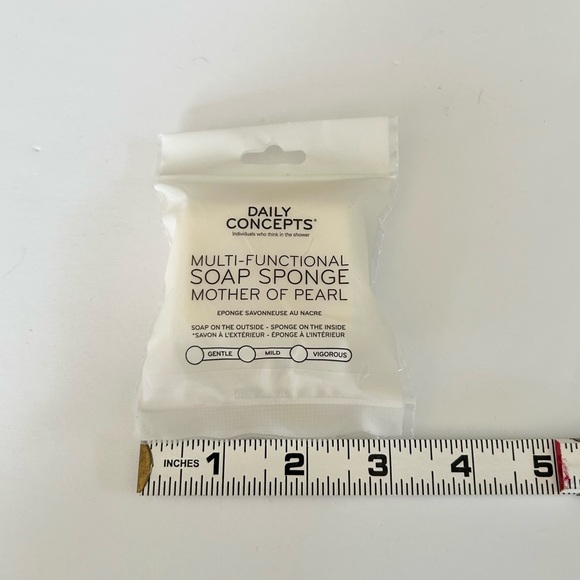 DAILY
CONCEPTS®
Individuals who think in the shower
MULTI-FUNCTIONAL
SOAP SPONGE
MOTHER OF PEARL
EPONGE SAVONNEUSE AU NACRE
SOAP ON THE OUTSIDE - SPONGE ON THE INSIDE
*SAVON À L'EXTÉRIEUR - ÉPONGE À L'INTÉRIEUR
GENTLE MILD VIGOROUS
INCHES 1 2 3 4 5